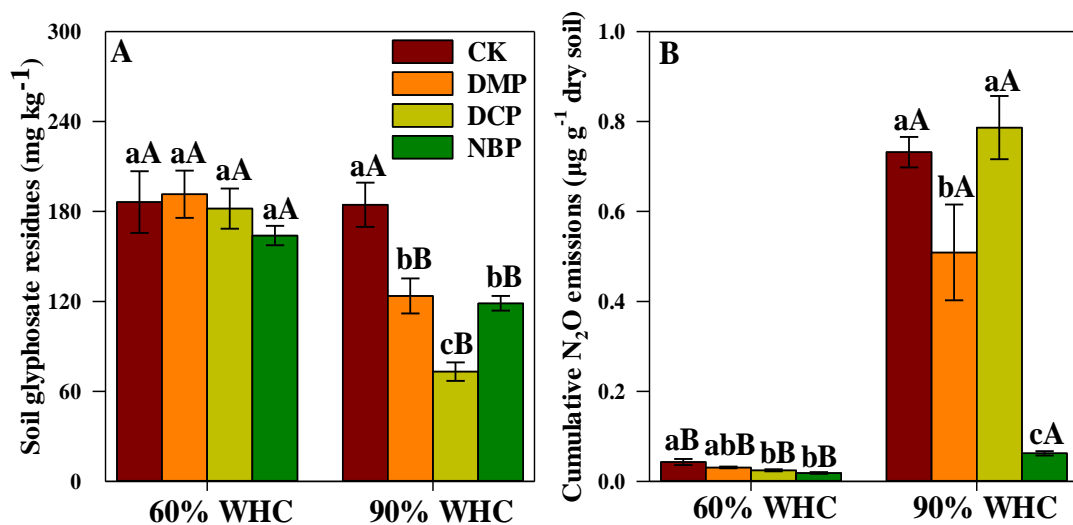 A
Soil glyphosate residues (mg kg-1)
300
240
180
120
60
0
CK
DMP
DCP
NBP
aA aA aA aA
aA bB cB bB
60% WHC 90% WHC
B
Cumulative N2O emissions (µg g-1 dry soil)
1.0
0.8
0.6
0.4
0.2
0.0
aB abB bB bB
aA bA aA cA
60% WHC 90% WHC